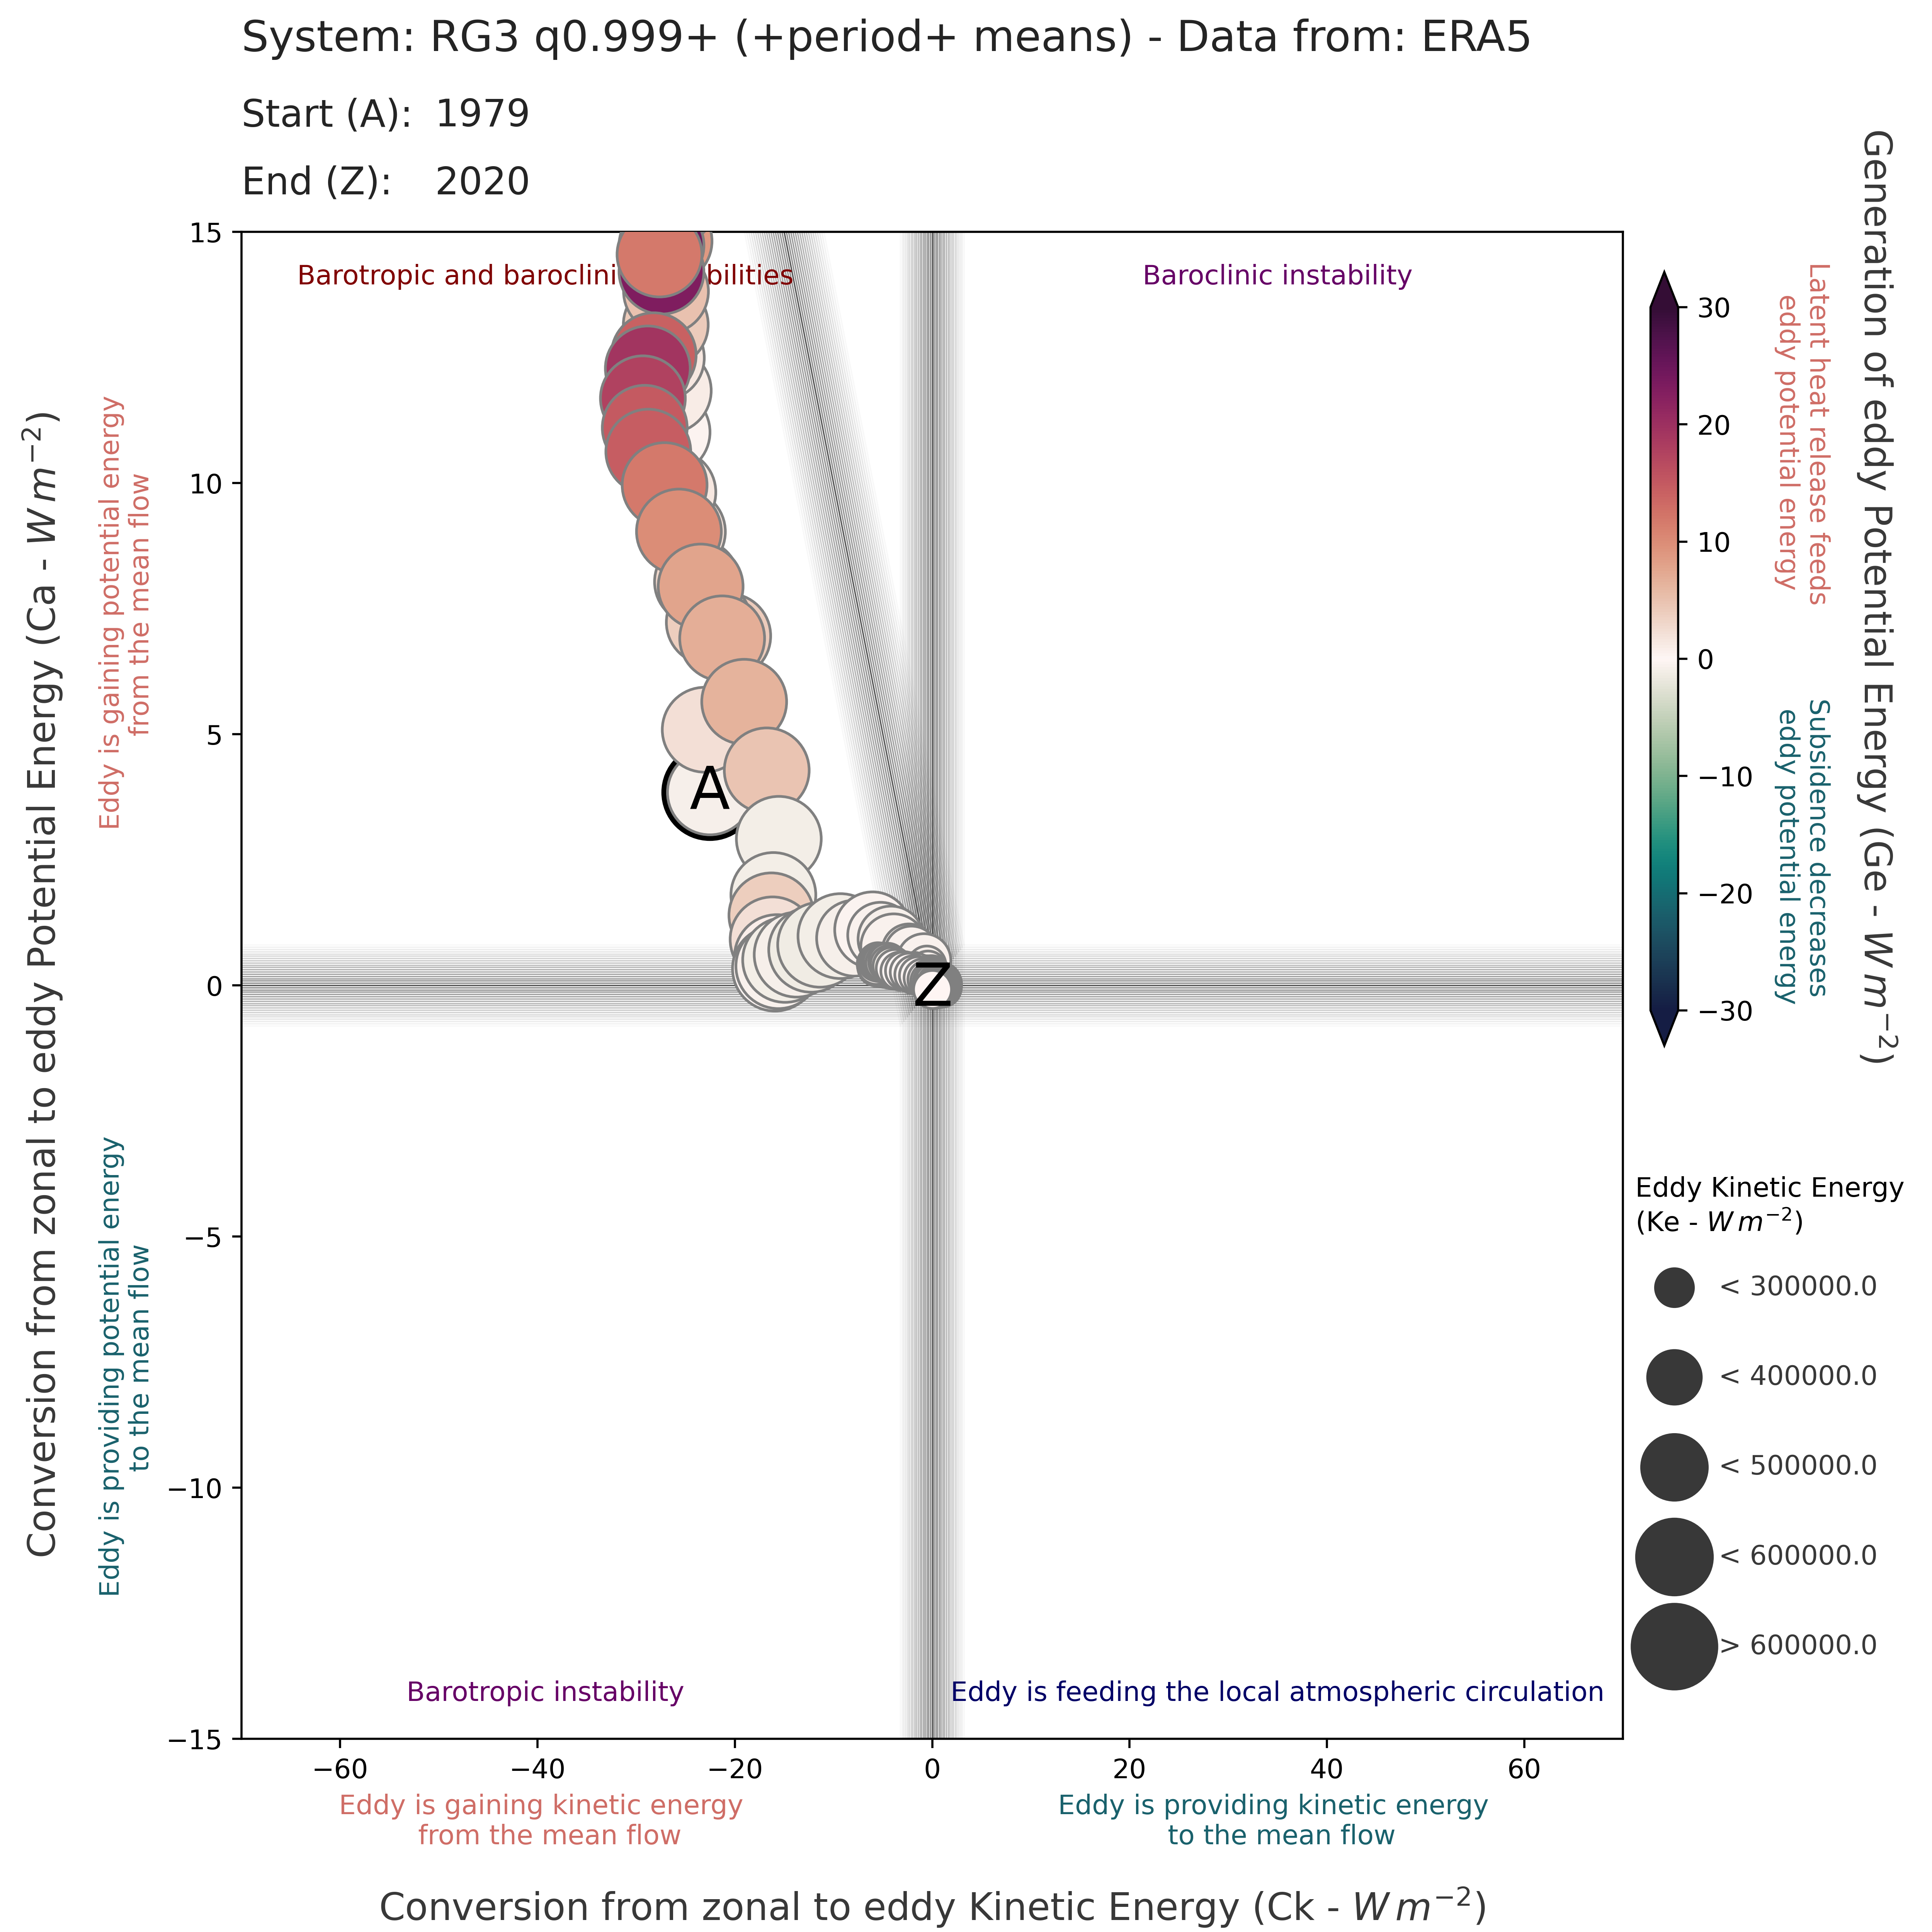 System: RG3 q0.999+ (+period+ means) - Data from: ERA5
Start (A): 1979
End (Z): 2020
Conversion from zonal to eddy Potential Energy (Ca - W m⁻²)
Eddy is gaining potential energy
from the mean flow
Eddy is providing potential energy
to the mean flow
15
10
5
0
−5
−10
−15
Barotropic and baroclini bilities
Baroclinic instability
A
Z
Barotropic instability
Eddy is feeding the local atmospheric circulation
−60
−40
−20
0
20
40
60
Eddy is gaining kinetic energy
from the mean flow
Eddy is providing kinetic energy
to the mean flow
Conversion from zonal to eddy Kinetic Energy (Ck - W m⁻²)
30
20
10
0
−10
−20
−30
Latent heat release feeds
eddy potential energy
Subsidence decreases
eddy potential energy
Generation of eddy Potential Energy (Ge - W m⁻²)
Eddy Kinetic Energy
(Ke - W m⁻²)
< 300000.0
< 400000.0
< 500000.0
< 600000.0
> 600000.0